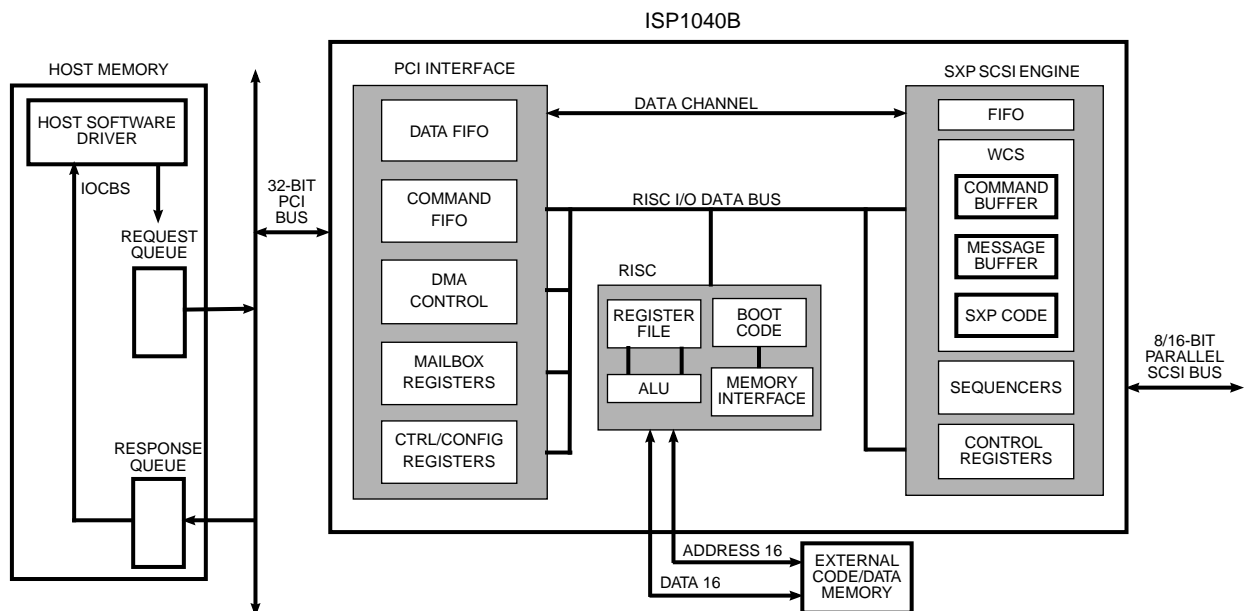 ISP1040B
HOST MEMORY
HOST SOFTWARE
DRIVER
IOCBS
REQUEST
QUEUE
RESPONSE
QUEUE
32-BIT
PCI
BUS
PCI INTERFACE
DATA FIFO
COMMAND
FIFO
DMA
CONTROL
MAILBOX
REGISTERS
CTRL/CONFIG
REGISTERS
DATA CHANNEL
RISC I/O DATA BUS
RISC
REGISTER
FILE
BOOT
CODE
ALU
MEMORY
INTERFACE
SXP SCSI ENGINE
FIFO
WCS
COMMAND
BUFFER
MESSAGE
BUFFER
SXP CODE
SEQUENCERS
CONTROL
REGISTERS
8/16-BIT
PARALLEL
SCSI BUS
ADDRESS 16
DATA 16
EXTERNAL
CODE/DATA
MEMORY